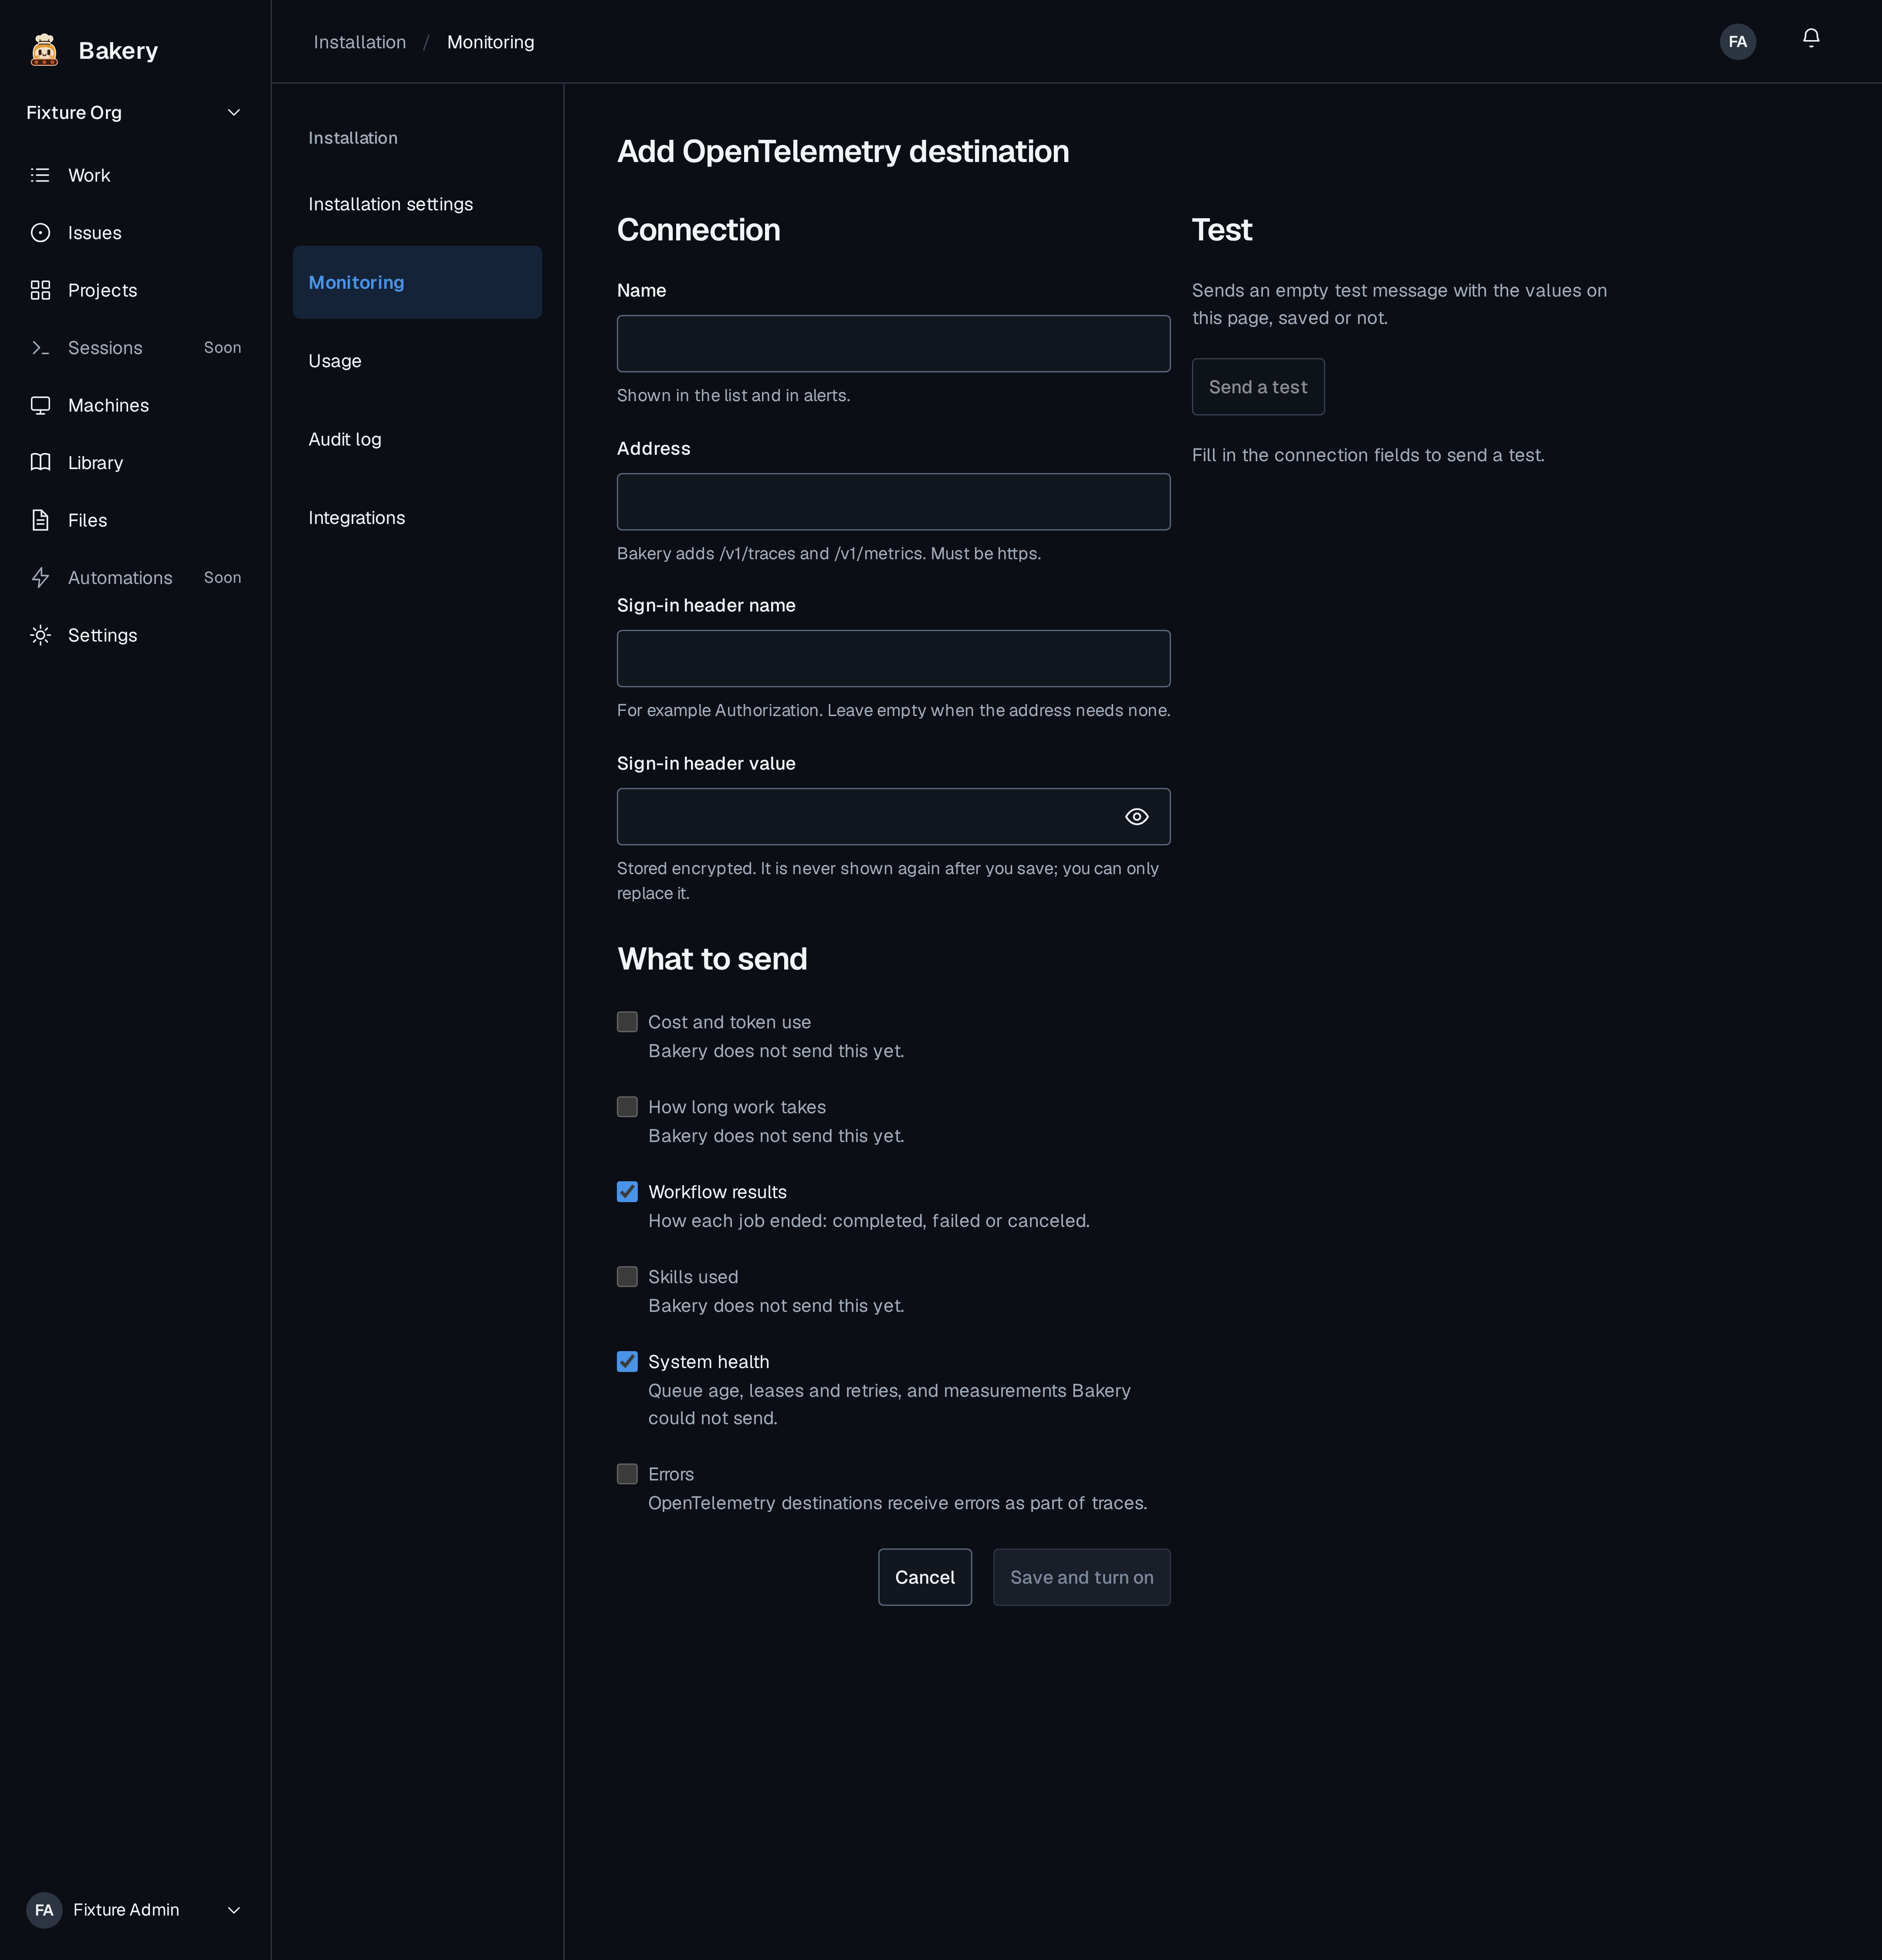 Bakery
Fixture Org
Work
Issues
Projects
Sessions Soon
Machines
Library
Files
Automations Soon
Settings
FA Fixture Admin
Installation / Monitoring
FA
Installation
Installation settings
Monitoring
Usage
Audit log
Integrations
Add OpenTelemetry destination
Connection
Name
Shown in the list and in alerts.
Address
Bakery adds /v1/traces and /v1/metrics. Must be https.
Sign-in header name
For example Authorization. Leave empty when the address needs none.
Sign-in header value
Stored encrypted. It is never shown again after you save; you can only
replace it.
What to send
Cost and token use
Bakery does not send this yet.
How long work takes
Bakery does not send this yet.
Workflow results
How each job ended: completed, failed or canceled.
Skills used
Bakery does not send this yet.
System health
Queue age, leases and retries, and measurements Bakery
could not send.
Errors
OpenTelemetry destinations receive errors as part of traces.
Cancel
Save and turn on
Test
Sends an empty test message with the values on
this page, saved or not.
Send a test
Fill in the connection fields to send a test.